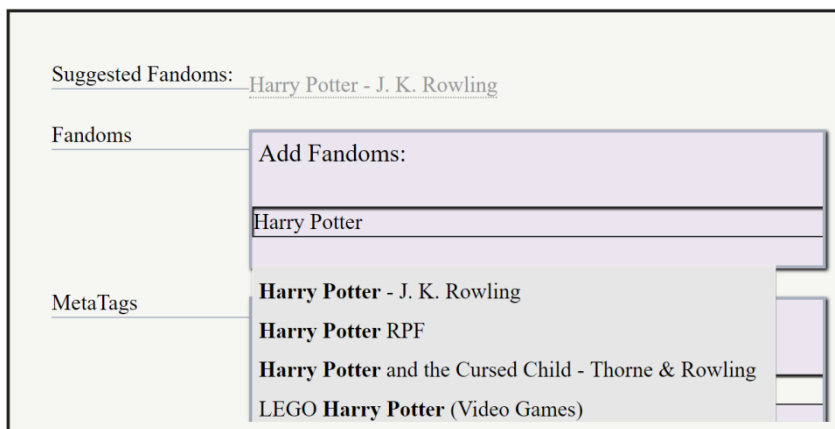 Suggested Fandoms:
Harry Potter - J. K. Rowling
Fandoms
Add Fandoms:
Harry Potter
Harry Potter - J. K. Rowling
MetaTags
Harry Potter RPF
Harry Potter and the Cursed Child - Thorne & Rowling
LEGO Harry Potter (Video Games)